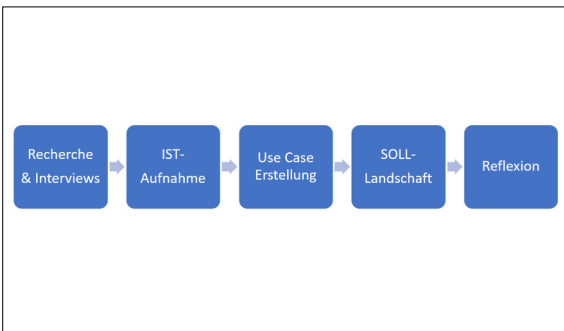 Recherche
& Interviews
IST-
Aufnahme
Use Case
Erstellung
SOLL-
Landschaft
Reflexion